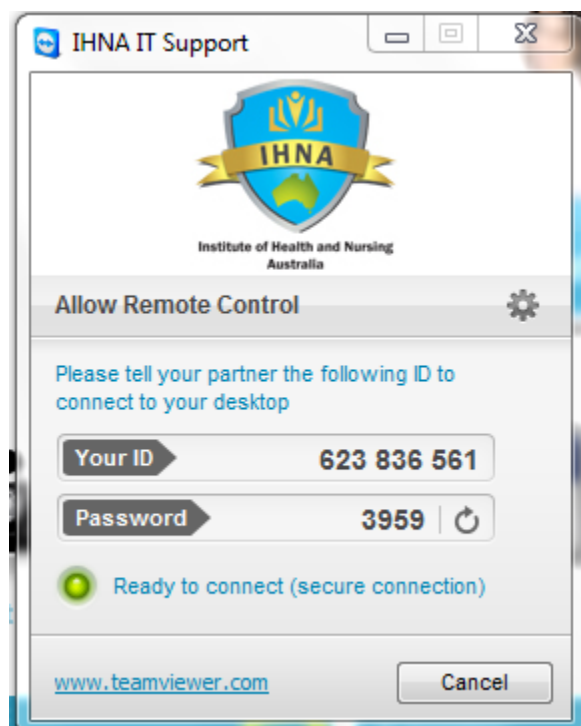 IHNA IT Support
IHNA
Institute of Health and Nursing
Australia
Allow Remote Control
Please tell your partner the following ID to
connect to your desktop
Your ID 623 836 561
Password 3959
Ready to connect (secure connection)
www.teamviewer.com Cancel